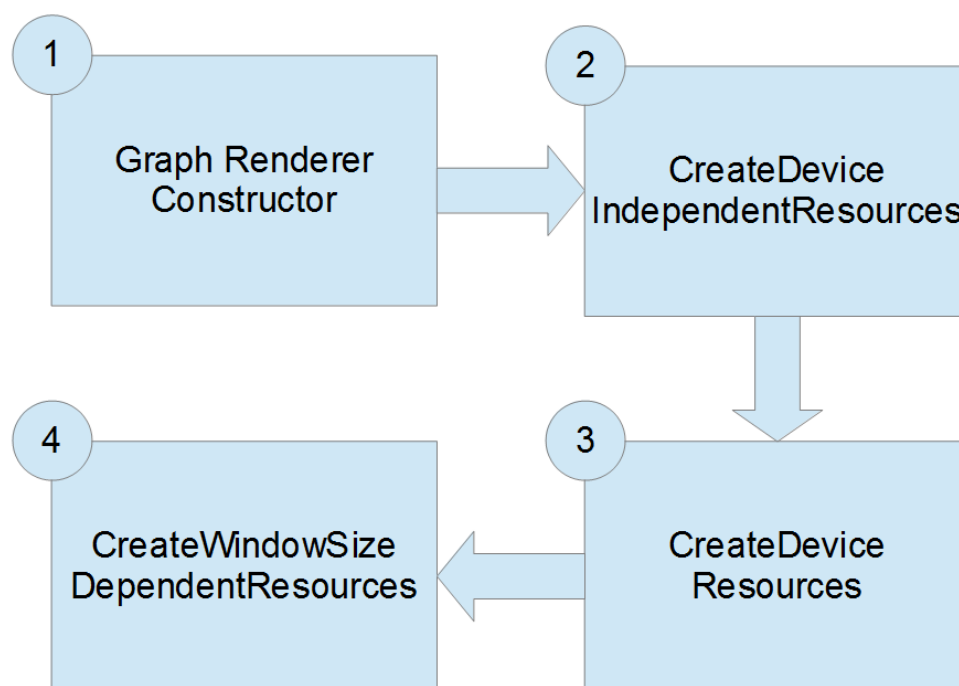 1
Graph Renderer
Constructor
2
CreateDevice
IndependentResources
3
CreateDevice
Resources
4
CreateWindowSize
DependentResources